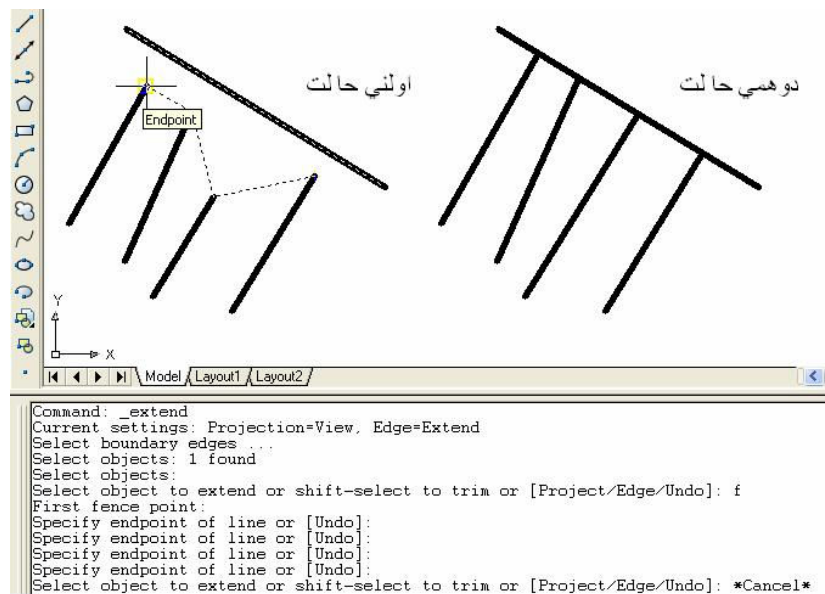 اولني حالت
دوهمي حالت
Endpoint
Y
X
Model Layout1 Layout2
Command: _extend
Current settings: Projection=View, Edge=Extend
Select boundary edges ...
Select objects: 1 found
Select objects:
Select object to extend or shift-select to trim or [Project/Edge/Undo]: f
First fence point:
Specify endpoint of line or [Undo]:
Specify endpoint of line or [Undo]:
Specify endpoint of line or [Undo]:
Specify endpoint of line or [Undo]:
Select object to extend or shift-select to trim or [Project/Edge/Undo]: *Cancel*